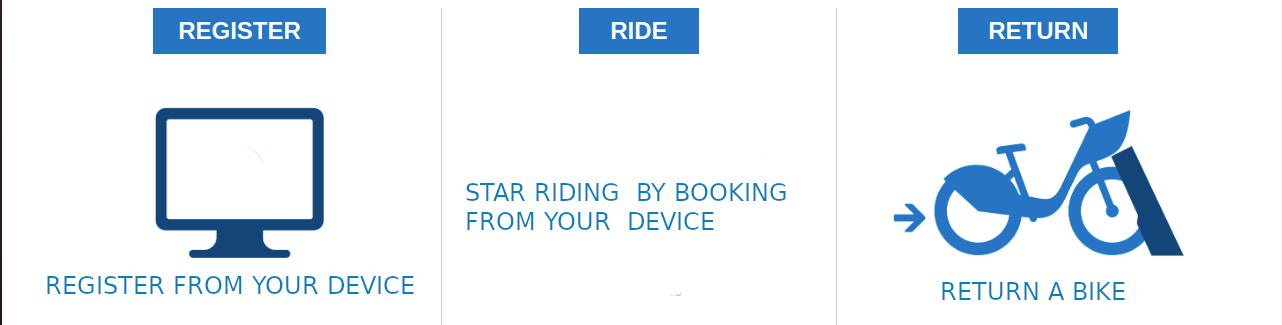 REGISTER
RIDE
RETURN
STAR RIDING  BY BOOKING
FROM YOUR  DEVICE
REGISTER FROM YOUR DEVICE
RETURN A BIKE